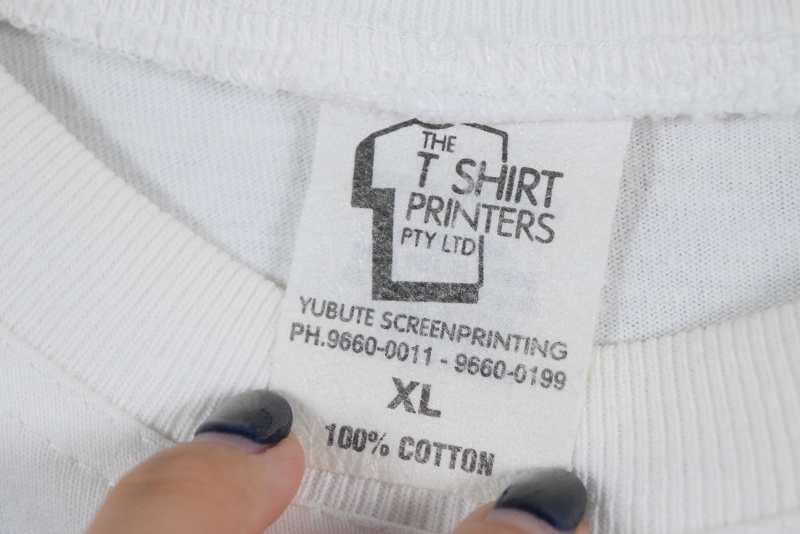 THE
T SHIRT
PRINTERS
PTY LTD
YUBUTE SCREENPRINTING
PH.9660-0011 - 9660-0199
XL
100% COTTON